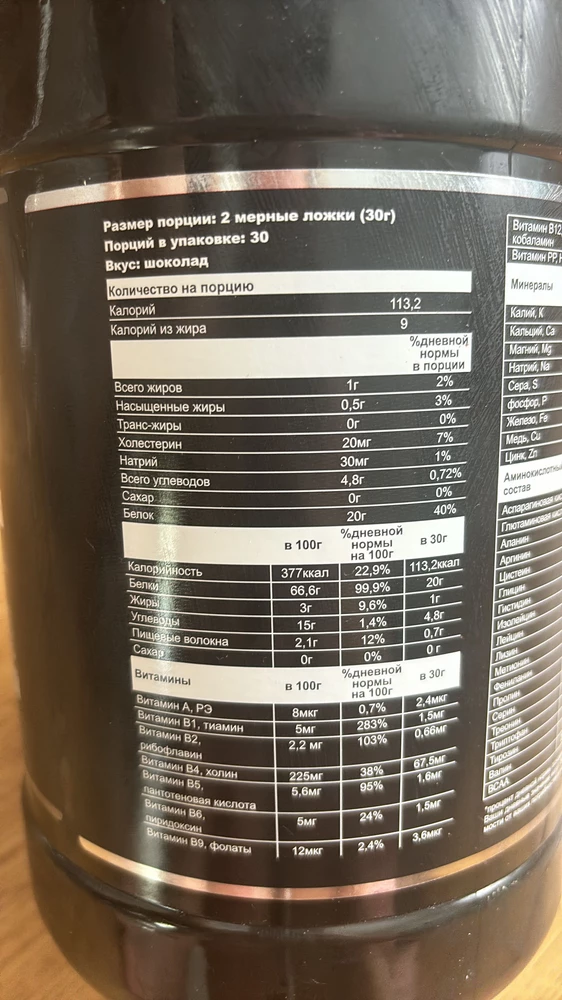 Размер порции: 2 мерные ложки (30г)
Порций в упаковке: 30
Вкус: шоколад
Количество на порцию
Калорий 113,2
Калорий из жира 9
%дневной
нормы
в порции
Всего жиров 1г 2%
Насыщенные жиры 0,5г 3%
Транс-жиры 0г 0%
Холестерин 20мг 7%
Натрий 30мг 1%
Всего углеводов 4,8г 0,72%
Сахар 0г 0%
Белок 20г 40%
в 100г %дневной нормы на 100г в 30г
Калорийность 377ккал 22,9% 113,2ккал
Белки 66,6г 99,9% 20г
Жиры 3г 9,6% 1г
Углеводы 15г 1,4% 4,8г
Пищевые волокна 2,1г 12% 0,7г
Сахар 0г 0% 0 г
Витамины в 100г %дневной нормы на 100г в 30г
Витамин А, РЭ 8мкг 0,7% 2,4мкг
Витамин В1, тиамин 5мг 283% 1,5мг
Витамин В2, рибофлавин 2,2 мг 103% 0,66мг
Витамин В4, холин 225мг 38% 67,5мг
Витамин В5, пантотеновая кислота 5,6мг 95% 1,6мг
Витамин В6, пиридоксин 5мг 24% 1,5мг
Витамин В9, фолаты 12мкг 2,4% 3,6мкг
Витамин В12,
кобаламин
Витамин РР,
Минералы
Калий, К
Кальций, Са
Магний, Mg
Натрий, Na
Сера, S
фосфор, Р
Железо, Fe
Медь, Cu
Цинк, Zn
состав
Аланин
Аргинин
Цистеин
Глицин
Гистидин
Изолейцин
Лейцин
Лизин
Метионин
Пролин
Серин
Треонин
Триптофан
Тирозин
Валин
BCAA